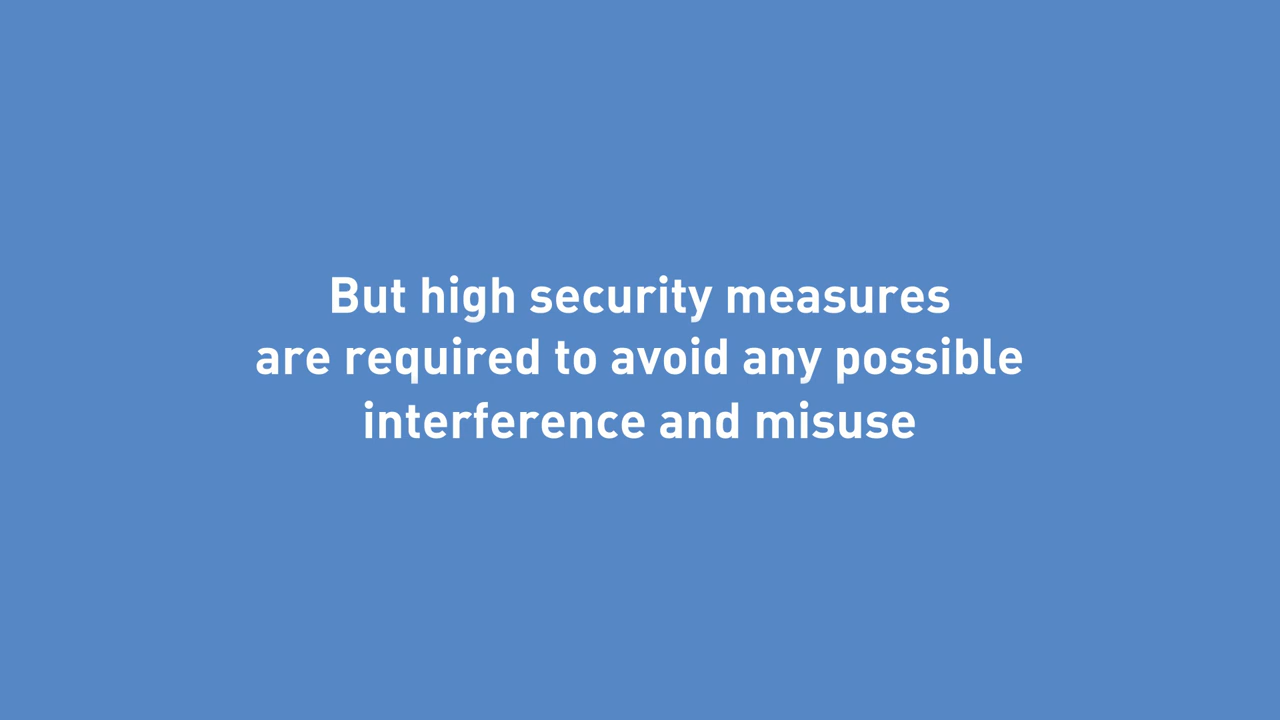 But high security measures
are required to avoid any possible
interference and misuse